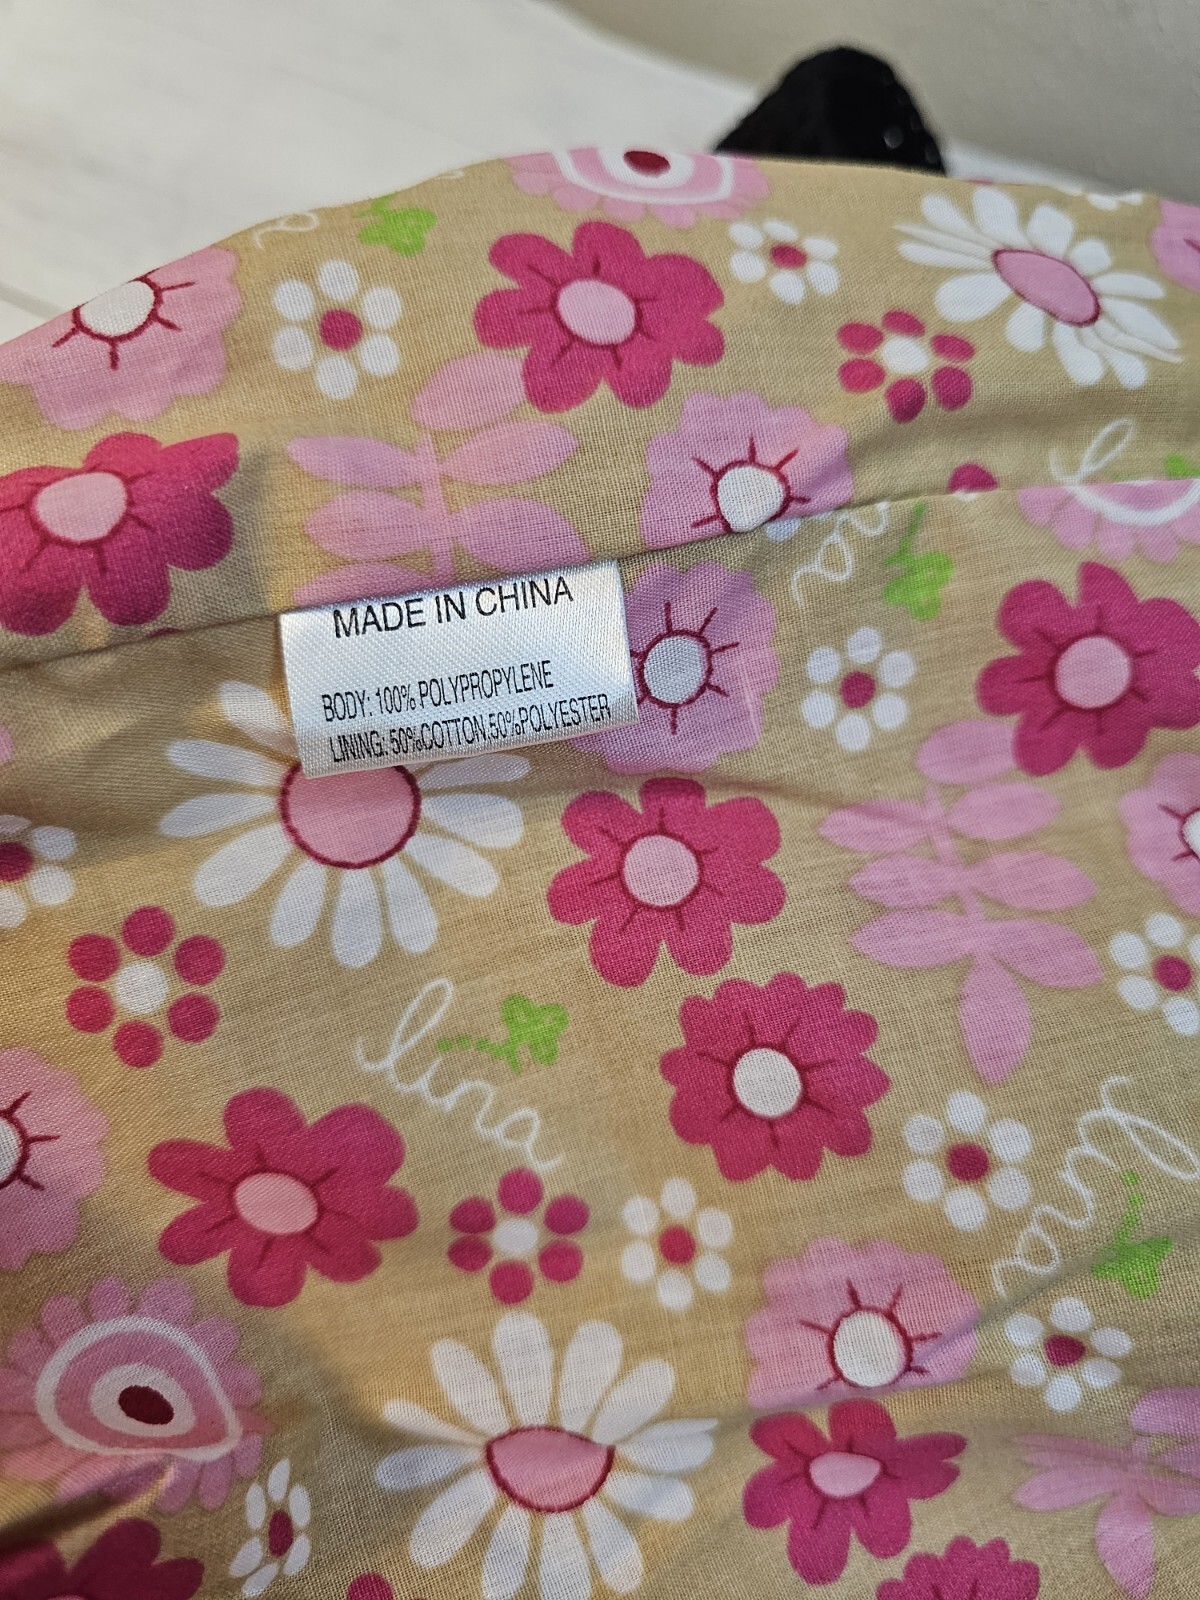 MADE IN CHINA
BODY: 100% POLYPROPYLENE
LINING: 50%COTTON.50%POLYESTER
lina
lina